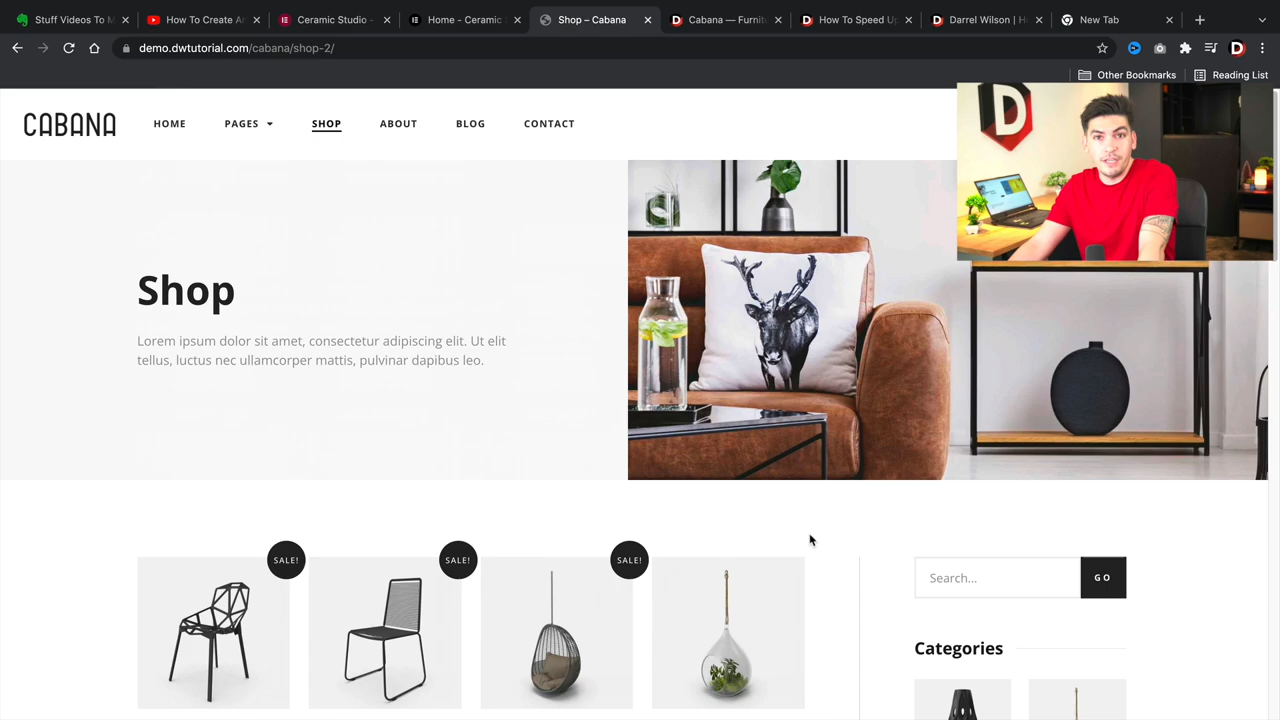 Stuff Videos To M
How To Create An
Ceramic Studio –
Home - Ceramic S
Shop – Cabana
Cabana — Furnitu
How To Speed Up
Darrel Wilson | H
New Tab
demo.dwtutorial.com/cabana/shop-2/
Other Bookmarks
Reading List
CABANA
HOME
PAGES
SHOP
ABOUT
BLOG
CONTACT
D
Shop
Lorem ipsum dolor sit amet, consectetur adipiscing elit. Ut elit
tellus, luctus nec ullamcorper mattis, pulvinar dapibus leo.
SALE!
SALE!
SALE!
Search...
GO
Categories